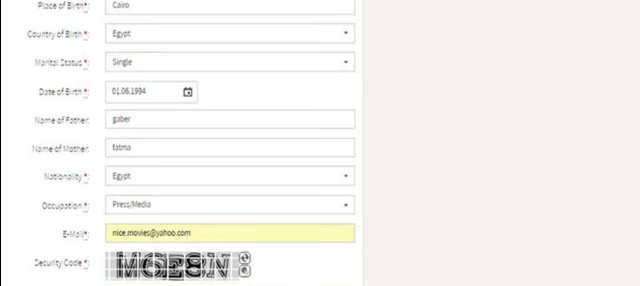 Place of Birth*: Cairo
Country of Birth*: Egypt
Marital Status*: Single
Date of Birth*: 01.06.1994
Name of Father: gaber
Name of Mother: fatma
Nationality*: Egypt
Occupation*: Press/Media
E-Mail*: nice.movies@yahoo.com
Security Code*: